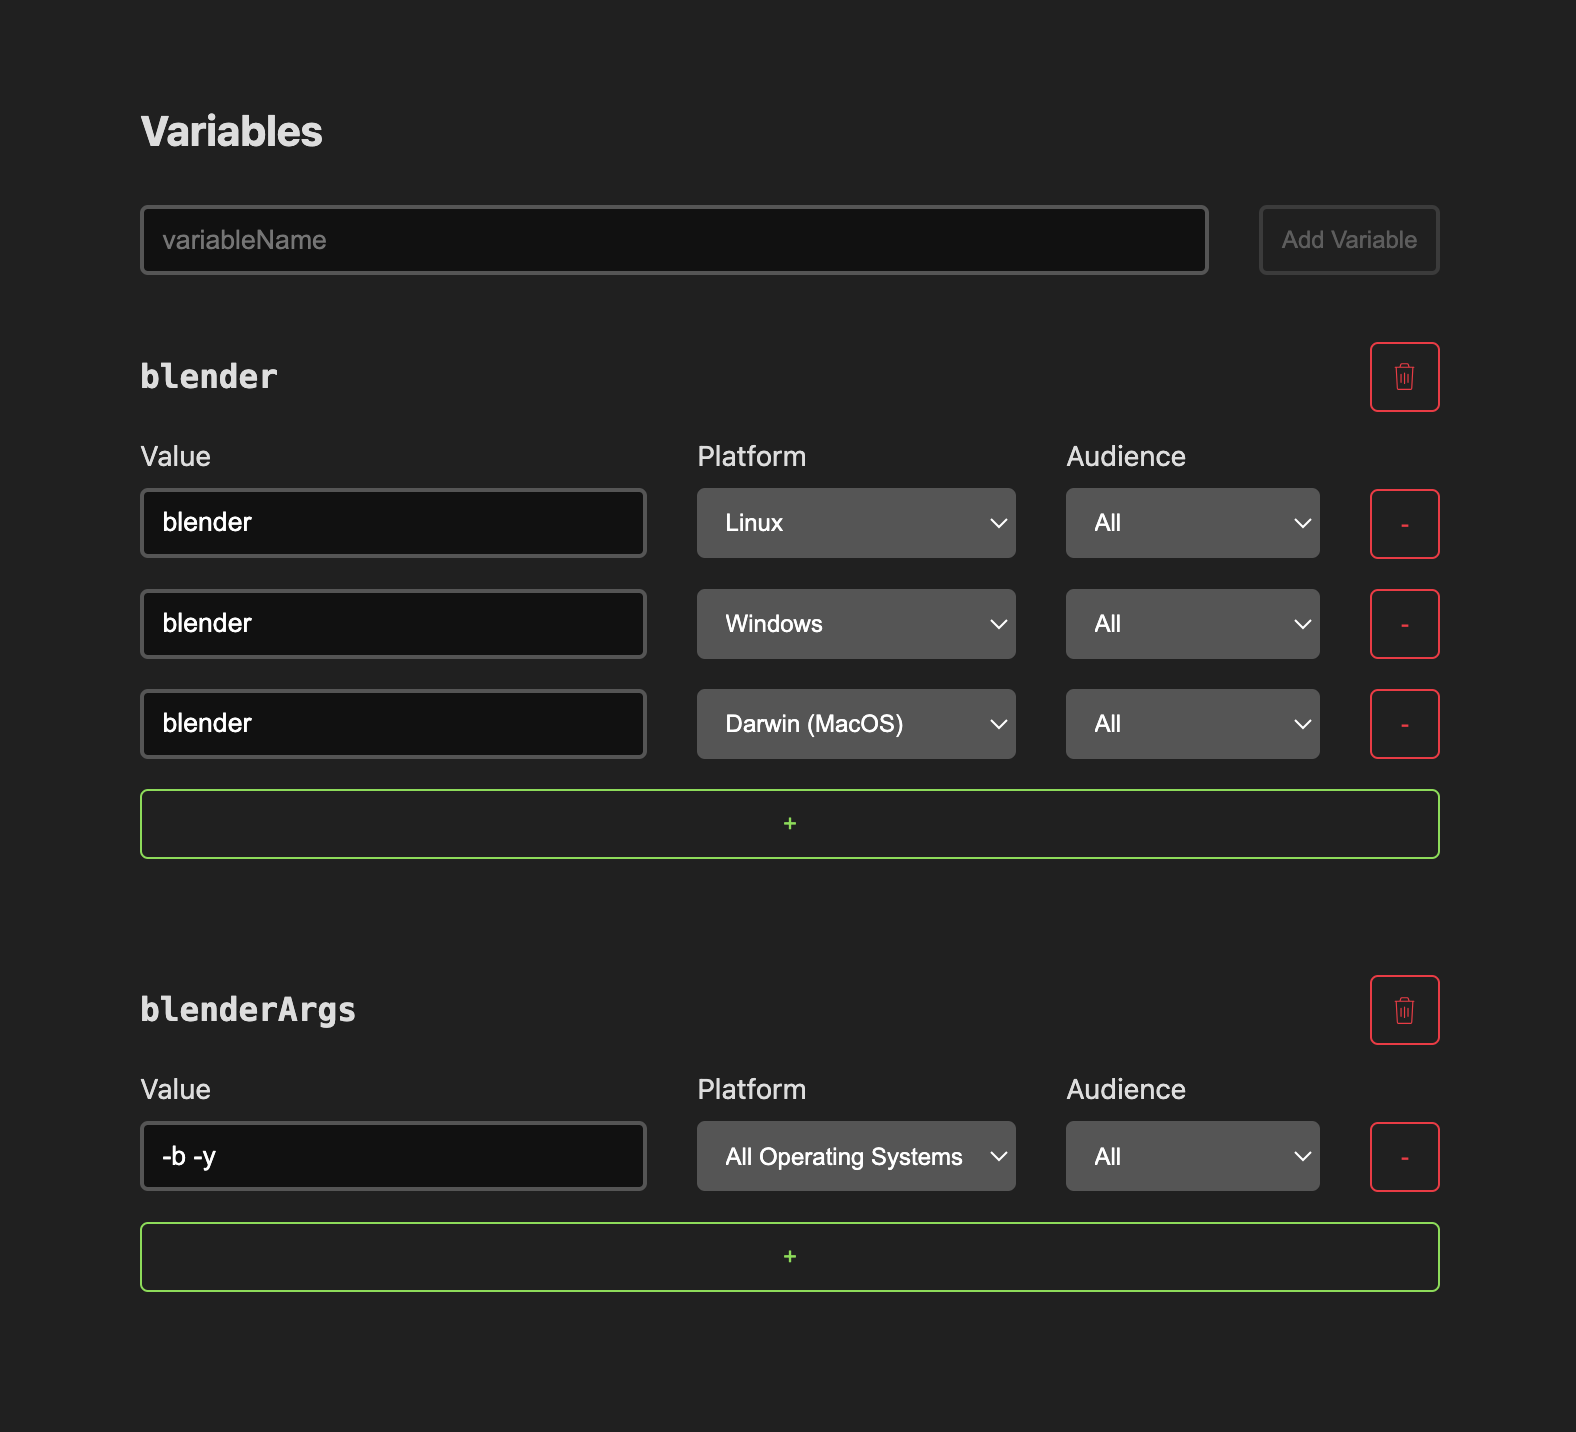 Variables
variableName Add Variable
blender
Value Platform Audience
blender Linux All -
blender Windows All -
blender Darwin (MacOS) All -
+
blenderArgs
Value Platform Audience
-b -y All Operating Systems All -
+